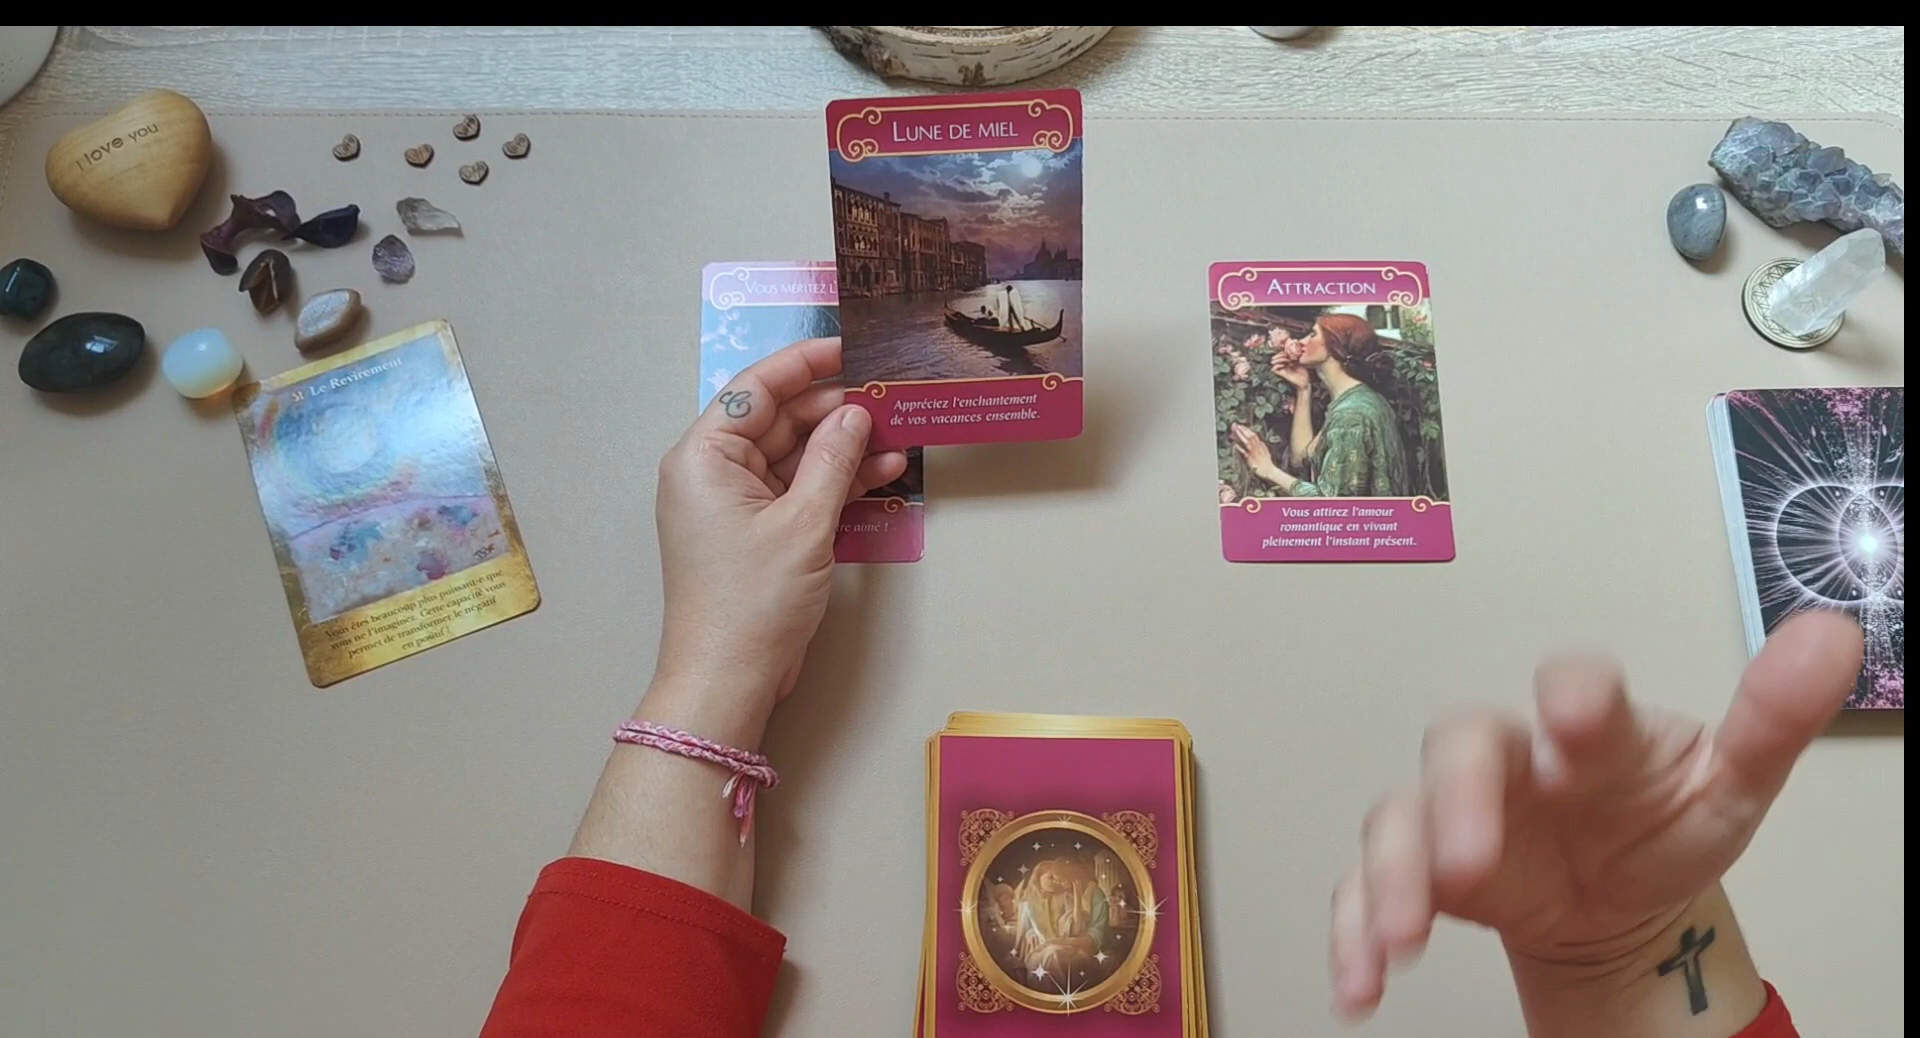 I love you
LUNE DE MIEL
Appréciez l'enchantement
de vos vacances ensemble.
VOUS MÉRITEZ L'
re aimé !
ATTRACTION
Vous attirez l'amour
romantique en vivant
pleinement l'instant présent.
51 Le Revirement
Vous êtes beaucoup plus puissant·e que
vous ne l'imaginez. Cette capacité vous
permet de transformer le négatif
en positif !